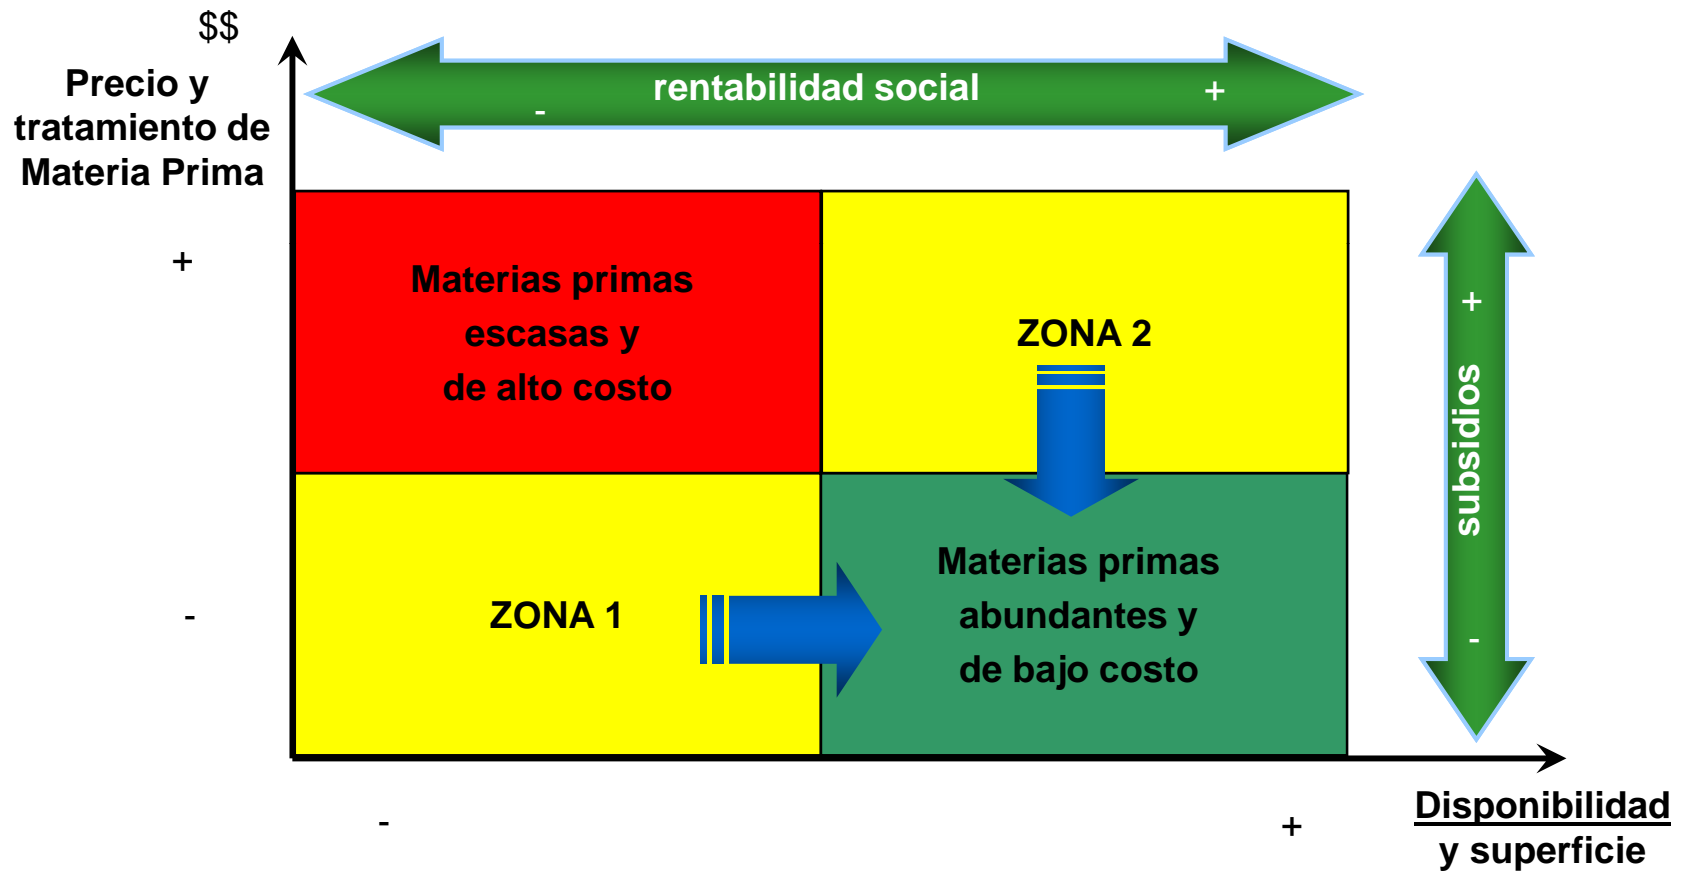 $$
Precio y
tratamiento de
Materia Prima
rentabilidad social
-
+
+
-
Materias primas
escasas y
de alto costo
ZONA 2
ZONA 1
Materias primas
abundantes y
de bajo costo
+
subsidios
-
-
+
Disponibilidad
y superficie